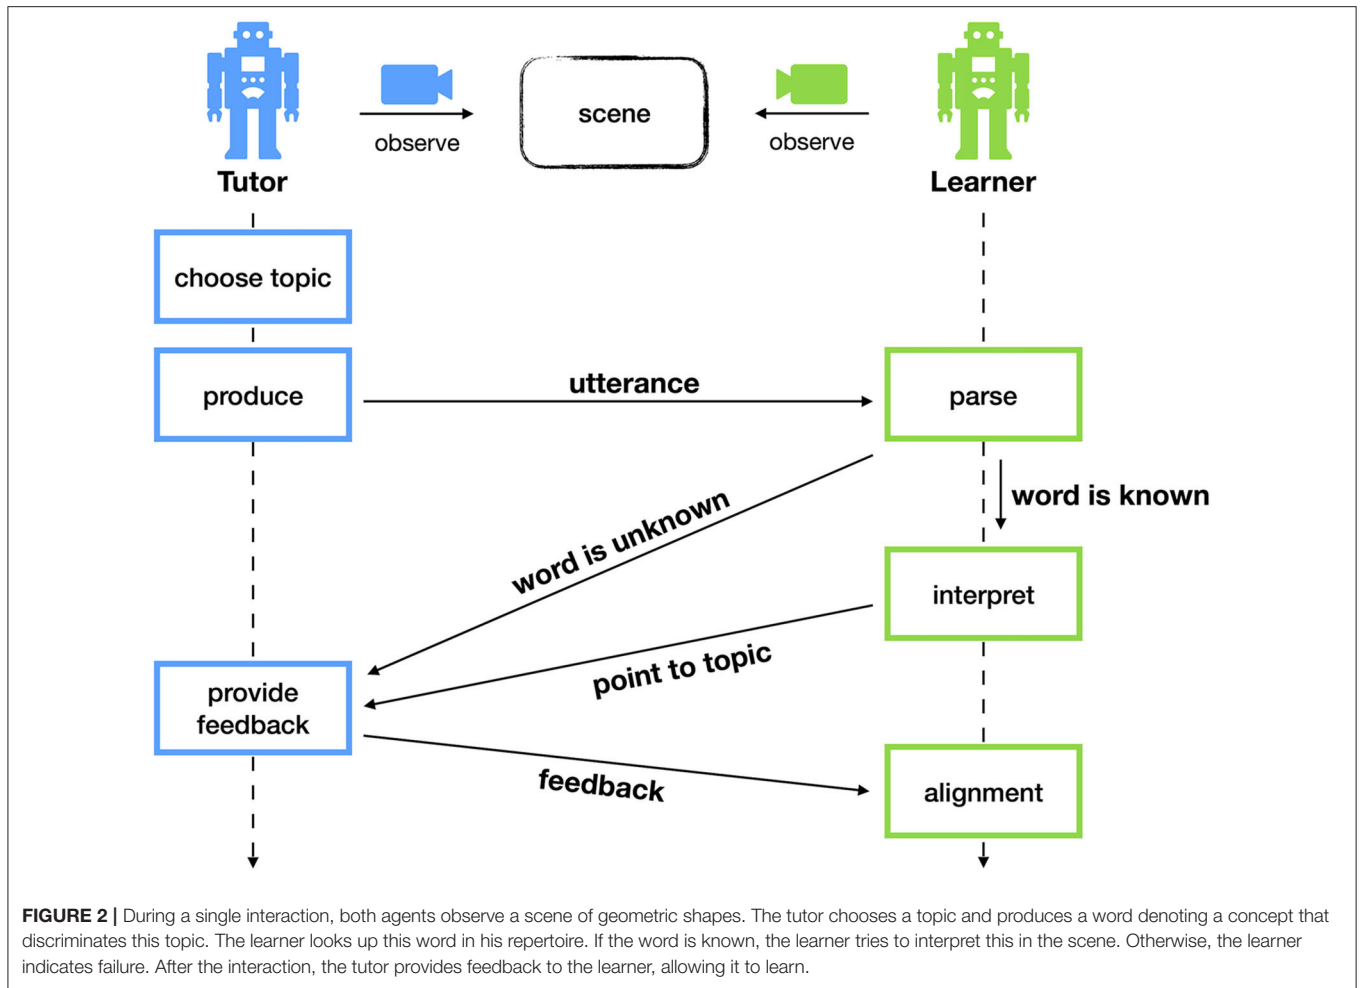 scene
observe
observe
Tutor
Learner
choose topic
produce
utterance
parse
word is known
word is unknown
interpret
point to topic
provide
feedback
feedback
alignment
FIGURE 2 | During a single interaction, both agents observe a scene of geometric shapes. The tutor chooses a topic and produces a word denoting a concept that
discriminates this topic. The learner looks up this word in his repertoire. If the word is known, the learner tries to interpret this in the scene. Otherwise, the learner
indicates failure. After the interaction, the tutor provides feedback to the learner, allowing it to learn.